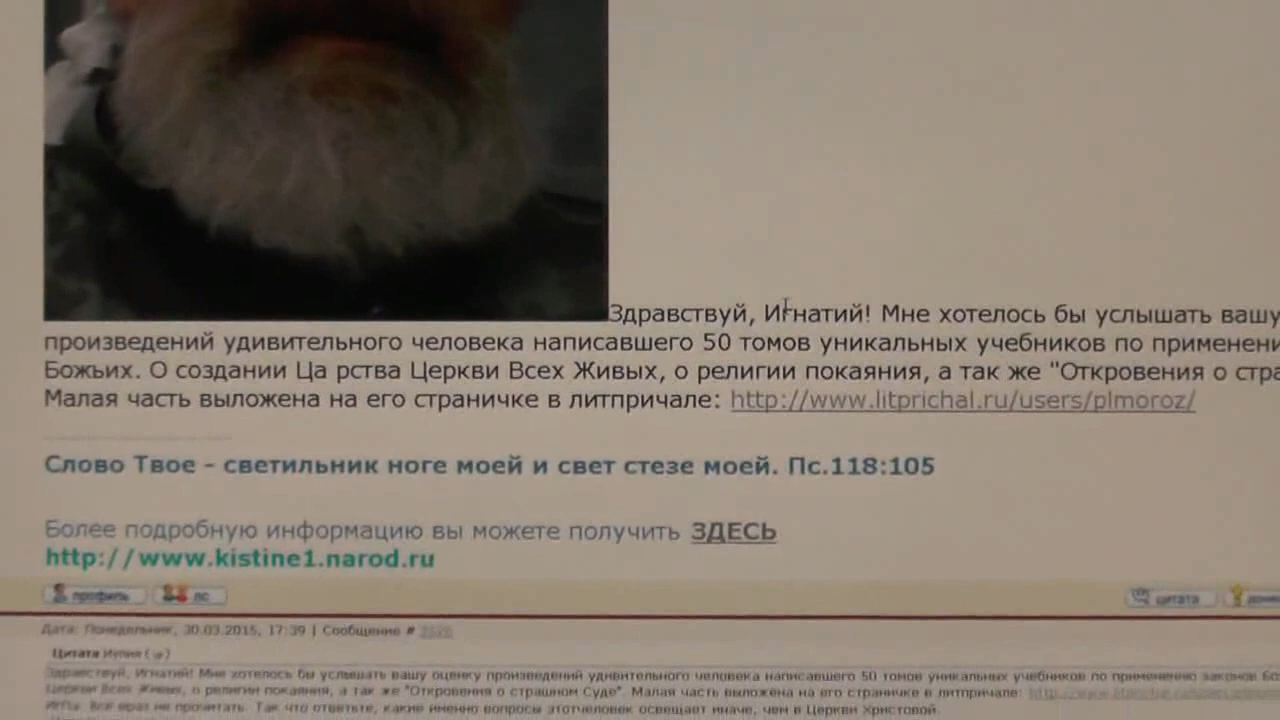 Здравствуй, Игнатий! Мне хотелось бы услышать вашу
произведений удивительного человека написавшего 50 томов уникальных учебников по применени
Божьих. О создании Ца рства Церкви Всех Живых, о религии покаяния, а так же "Откровения о стра
Малая часть выложена на его страничке в литпричале: http://www.litprichal.ru/users/plmoroz/
Слово Твое - светильник ноге моей и свет стезе моей. Пс.118:105
Более подробную информацию вы можете получить ЗДЕСЬ
http://www.kistine1.narod.ru
профиль лс цитата
Дата: Понедельник, 30.03.2015, 17:39 | Сообщение #
Цитата
Здравствуй, Игнатий! Мне хотелось бы услышать вашу оценку произведений удивительного человека написавшего 50 томов уникальных учебников по применению законов Бо
Церкви Всех Живых, о религии покаяния, а так же "Откровения о страшном Суде". Малая часть выложена на его страничке в литпричале:
все враз не прочитать. Так что ответьте, какие именно вопросы этотчеловек освещает иначе, чем в Церкви Христовой.